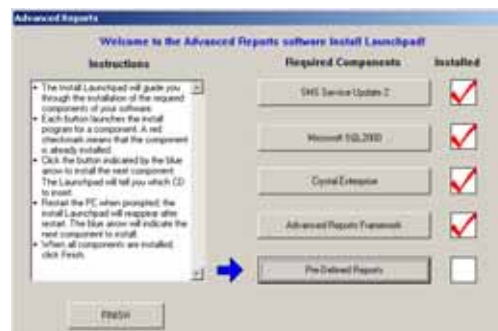 Advanced Reports
Welcome to the Advanced Reports software Install Launchpad!
Instructions
Required Components
Installed
• The Install Launchpad will guide you
through the installation of the required
components of your software.
• Each button launches the install
program for a component. A red
checkmark means that the component
is already installed.
• Click the button indicated by the blue
arrow to install the next component.
The Launchpad will tell you which CD
to insert.
• Restart the PC when prompted, the
install Launchpad will reappear after
restart. The blue arrow will indicate the
next component to install.
• When all components are installed,
click Finish.
SMS Service Update 2
Microsoft SQL2000
Crystal Enterprise
Advanced Reports Framework
Pre-Defined Reports
FINISH